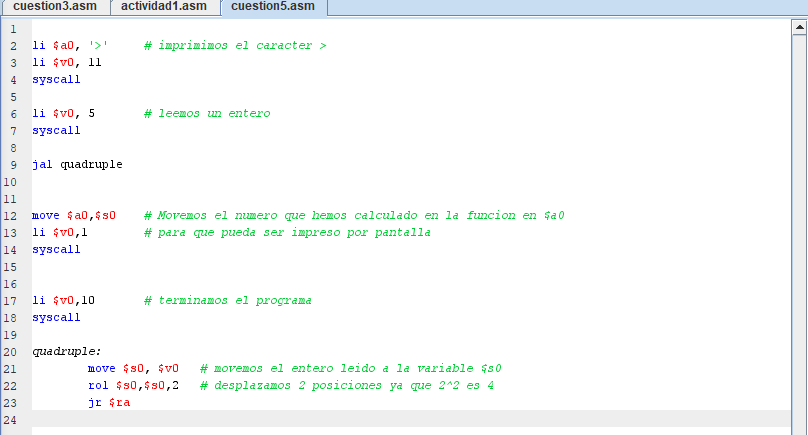 cuestion3.asm actividad1.asm cuestion5.asm
1
2 li $a0, '>' # imprimimos el caracter >
3 li $v0, 11
4 syscall
5
6 li $v0, 5 # leemos un entero
7 syscall
8
9 jal quadruple
10
11
12 move $a0,$s0 # Movemos el numero que hemos calculado en la funcion en $a0
13 li $v0,1 # para que pueda ser impreso por pantalla
14 syscall
15
16
17 li $v0,10 # terminamos el programa
18 syscall
19
20 quadruple:
21 move $s0, $v0 # movemos el entero leido a la variable $s0
22 rol $s0,$s0,2 # desplazamos 2 posiciones ya que 2^2 es 4
23 jr $ra
24